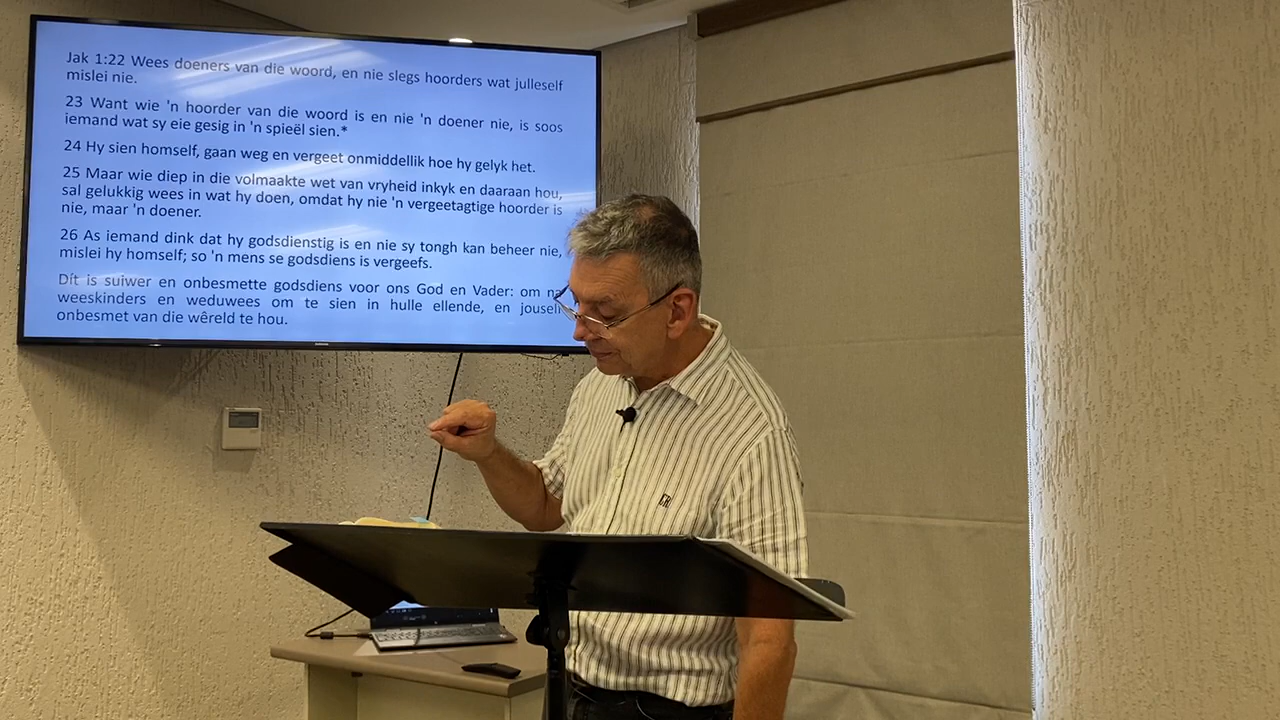 Jak 1:22 Wees doeners van die woord, en nie slegs hoorders wat julleself
mislei nie.
23 Want wie 'n hoorder van die woord is en nie 'n doener nie, is soos
iemand wat sy eie gesig in 'n spieël sien.*
24 Hy sien homself, gaan weg en vergeet onmiddellik hoe hy gelyk het.
25 Maar wie diep in die volmaakte wet van vryheid inkyk en daaraan hou,
sal gelukkig wees in wat hy doen, omdat hy nie 'n vergeetagtige hoorder is
nie, maar 'n doener.
26 As iemand dink dat hy godsdienstig is en nie sy tongh kan beheer nie,
mislei hy homself; so 'n mens se godsdiens is vergeefs.
Dít is suiwer en onbesmette godsdiens voor ons God en Vader: om na
weeskinders en weduwees om te sien in hulle ellende, en jouself
onbesmet van die wêreld te hou.
SAMSUNG